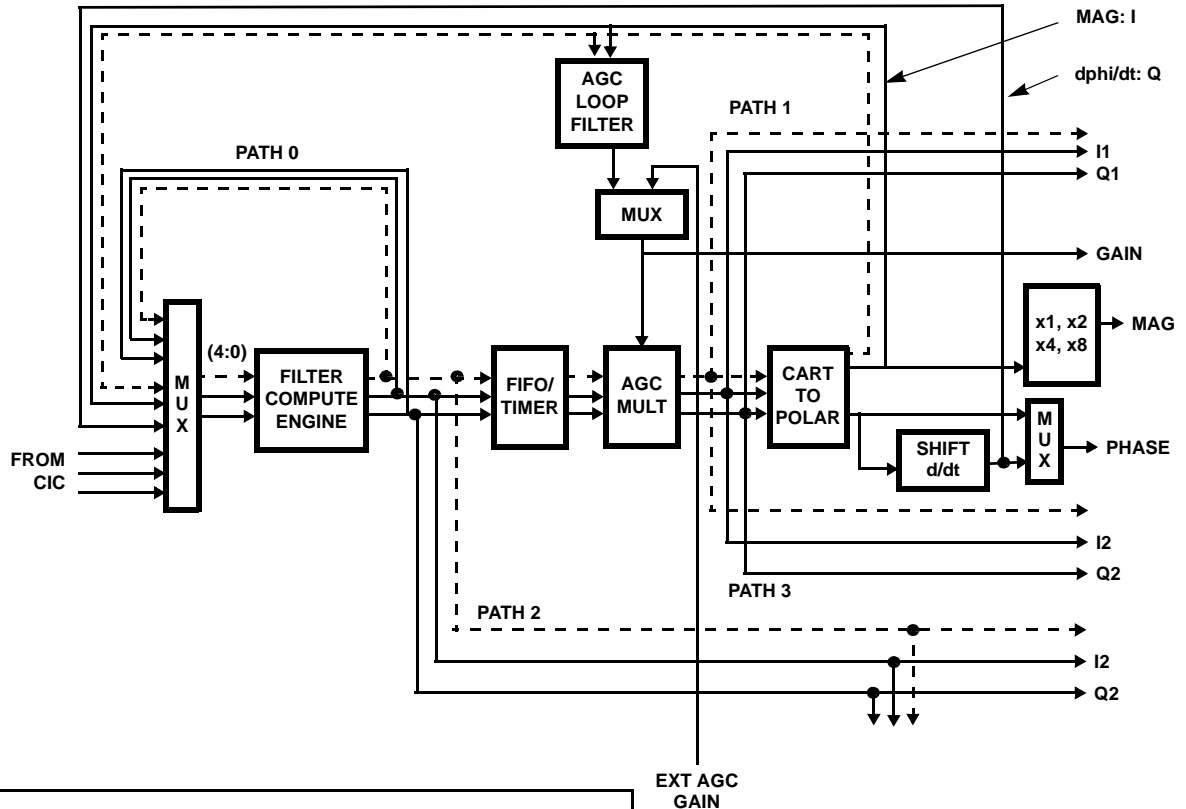 MAG: I
dphi/dt: Q
AGC
LOOP
FILTER
PATH 1
I1
Q1
PATH 0
MUX
GAIN
x1, x2
x4, x8
MAG
(4:0)
M
U
X
FILTER
COMPUTE
ENGINE
FIFO/
TIMER
AGC
MULT
CART
TO
POLAR
M
U
X
PHASE
SHIFT
d/dt
FROM
CIC
I2
Q2
PATH 3
PATH 2
I2
Q2
EXT AGC
GAIN